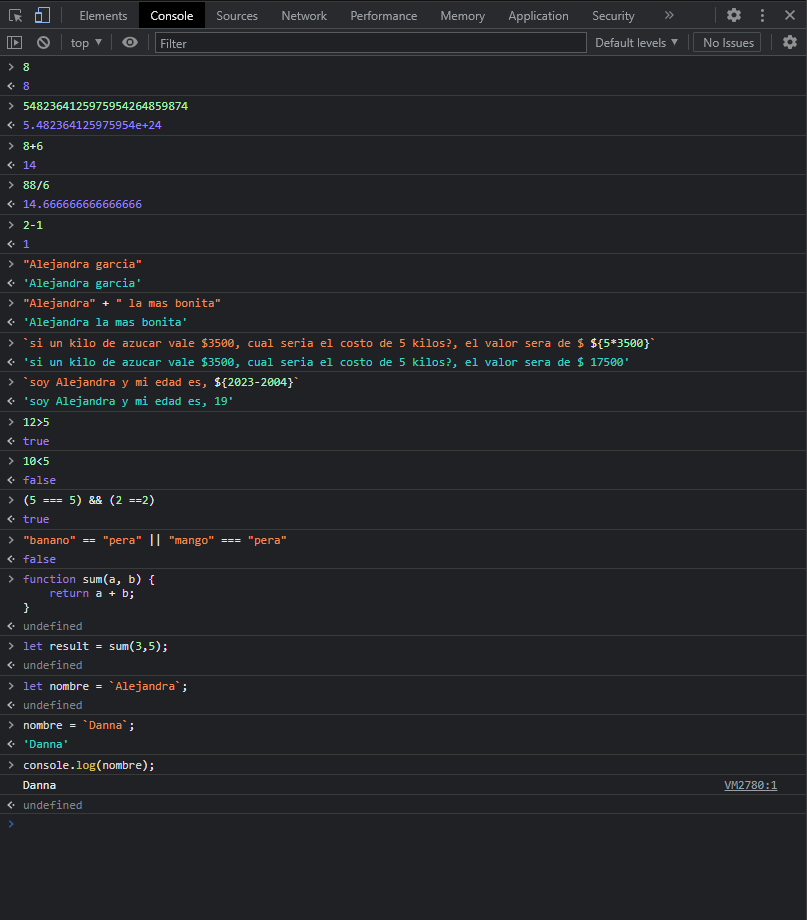 Elements Console Sources Network Performance Memory Application Security »
top ▼ Filter Default levels ▼ No Issues
> 8
8
> 5482364125975954264859874
5.482364125975954e+24
> 8+6
14
> 88/6
14.666666666666666
> 2-1
1
> "Alejandra garcia"
'Alejandra garcia'
> "Alejandra" + " la mas bonita"
'Alejandra la mas bonita'
> `si un kilo de azucar vale $3500, cual seria el costo de 5 kilos?, el valor sera de $ ${5*3500}`
'si un kilo de azucar vale $3500, cual seria el costo de 5 kilos?, el valor sera de $ 17500'
> `soy Alejandra y mi edad es, ${2023-2004}`
'soy Alejandra y mi edad es, 19'
> 12>5
true
> 10<5
false
> (5 === 5) && (2 ==2)
true
> "banano" == "pera" || "mango" === "pera"
false
> function sum(a, b) {
return a + b;
}
undefined
> let result = sum(3,5);
undefined
> let nombre = `Alejandra`;
undefined
> nombre = `Danna`;
'Danna'
> console.log(nombre);
Danna VM2780:1
undefined
>